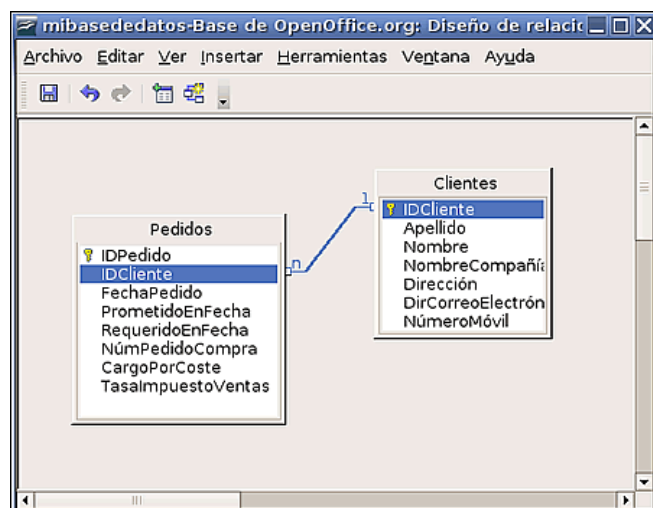 mibasededatos-Base de OpenOffice.org: Diseño de relacio
Archivo Editar Ver Insertar Herramientas Ventana Ayuda
Clientes
IDCliente
Apellido
Nombre
NombreCompañía
Dirección
DirCorreoElectrón
NúmeroMóvil
1
n
Pedidos
IDPedido
IDCliente
FechaPedido
PrometidoEnFecha
RequeridoEnFecha
NúmPedidoCompra
CargoPorCoste
TasaImpuestoVentas